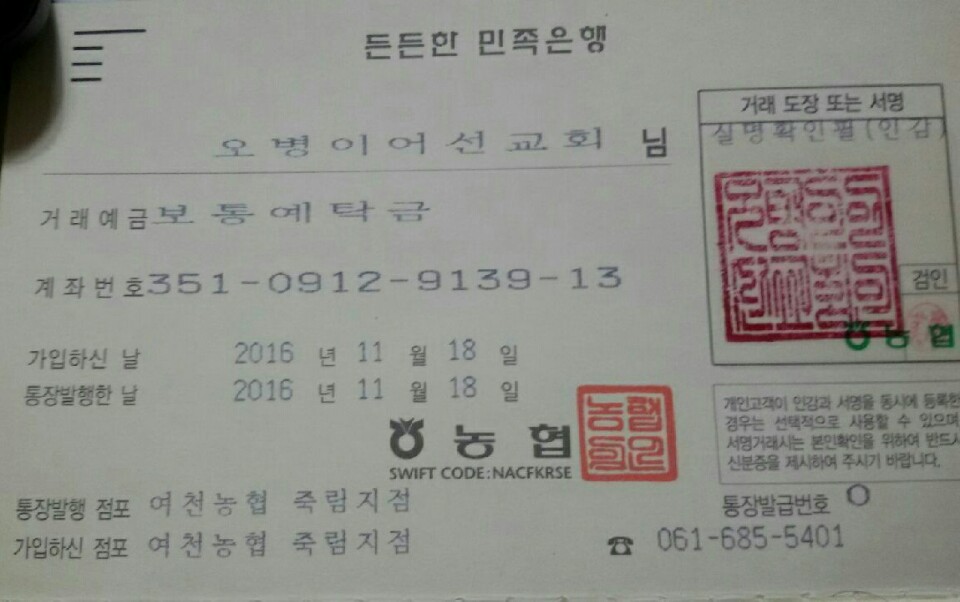 든든한 민족은행
거래 도장 또는 서명
실명확인필(인감)
오병이어선교회 님
거래예금 보통예탁금
계좌번호 351-0912-9139-13
검인
농협
가입하신 날 2016 년 11 월 18 일
통장발행한 날 2016 년 11 월 18 일
농협
SWIFT CODE:NACFKRSE
개인고객이 인감과 서명을 동시에 등록한
경우는 선택적으로 사용할 수 있으며
서명거래시는 본인확인을 위하여 반드시
신분증을 제시하여 주시기 바랍니다.
통장발행 점포 여천농협 죽림지점
통장발급번호
가입하신 점포 여천농협 죽림지점
☎ 061-685-5401